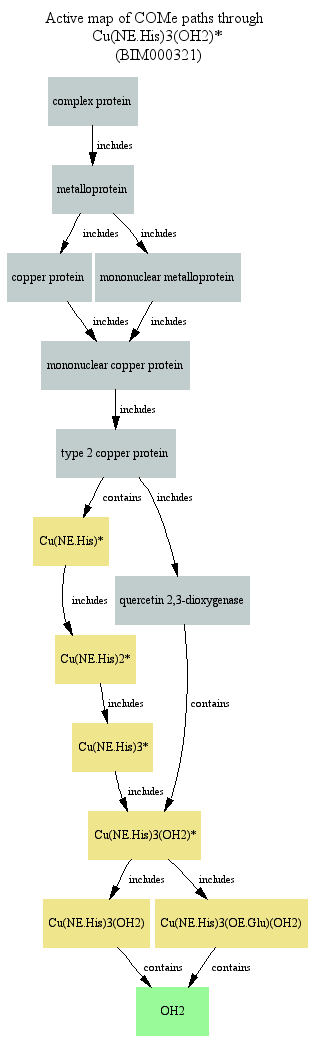 Active map of COMe paths through
Cu(NE.His)3(OH2)*
(BIM000321)
complex protein
includes
metalloprotein
includes
includes
copper protein
mononuclear metalloprotein
includes
includes
mononuclear copper protein
includes
type 2 copper protein
contains
includes
Cu(NE.His)*
quercetin 2,3-dioxygenase
includes
Cu(NE.His)2*
includes
contains
Cu(NE.His)3*
includes
Cu(NE.His)3(OH2)*
includes
includes
Cu(NE.His)3(OH2)
Cu(NE.His)3(OE.Glu)(OH2)
contains
contains
OH2